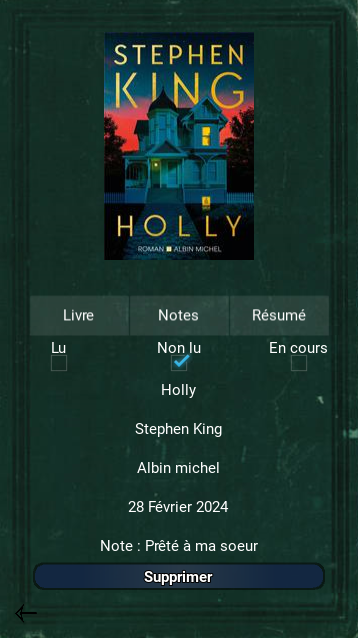 STEPHEN
KING
HOLLY
ROMAN ALBIN MICHEL
Livre Notes Résumé
Lu Non lu En cours
Holly
Stephen King
Albin michel
28 Février 2024
Note : Prêté à ma soeur
Supprimer